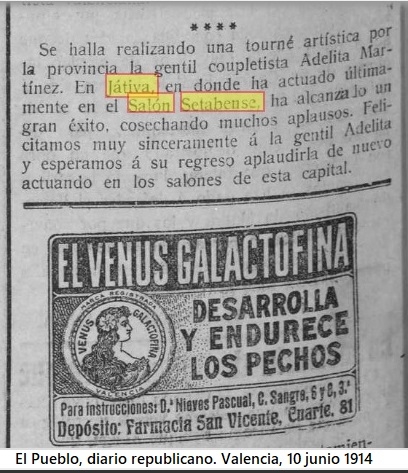 ****
Se halla realizando una tourné artística por
la provincia la gentil coupletista Adelita Mar-
tínez. En Játiva, en donde ha actuado última-
mente en el Salón Setabense, ha alcanzalo un
gran éxito, cosechando muchos aplausos. Feli-
citamos muy sinceramente á la gentil Adelita
y esperamos á su regreso aplaudirla de nuevo
actuando en los salones de esta capital.
EL VENUS GALACTOFINA
MARCA REGISTRADA
VENUS GALACTOFINA
VALENCIA
DESARROLLA
Y ENDURECE
LOS PECHOS
Para instrucciones: D.ª Nieves Pascual, C. Sangre, 6 y 8, 3.ª
Depósito: Farmacia San Vicente, Cuarte, 81
El Pueblo, diario republicano. Valencia, 10 junio 1914